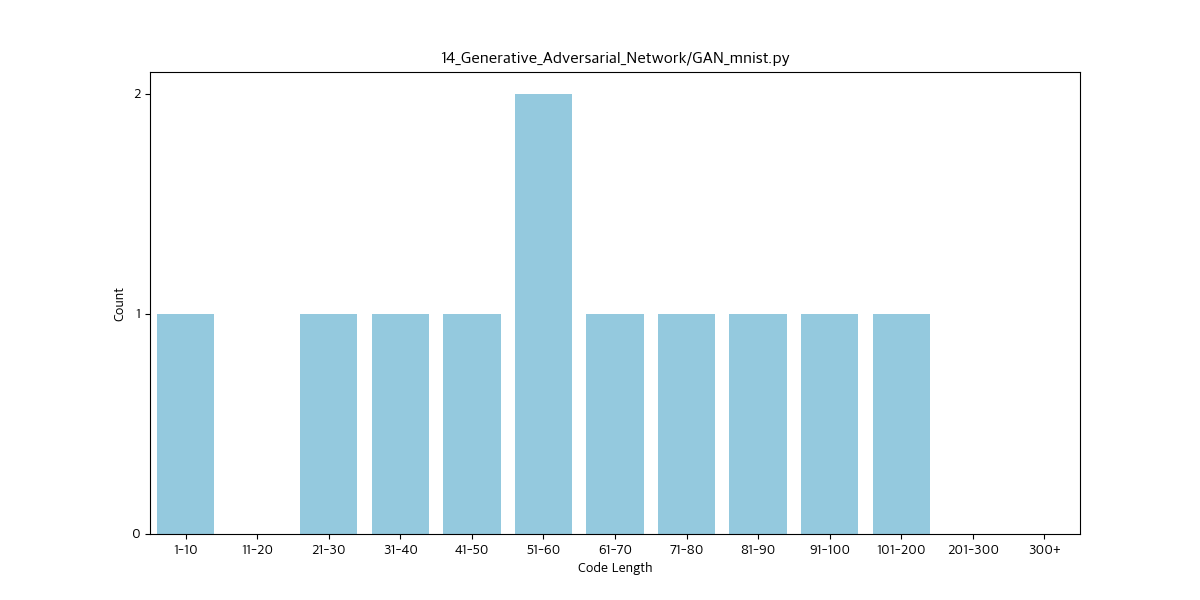 14_Generative_Adversarial_Network/GAN_mnist.py
Count
2
1
0
1-10 11-20 21-30 31-40 41-50 51-60 61-70 71-80 81-90 91-100 101-200 201-300 300+
Code Length